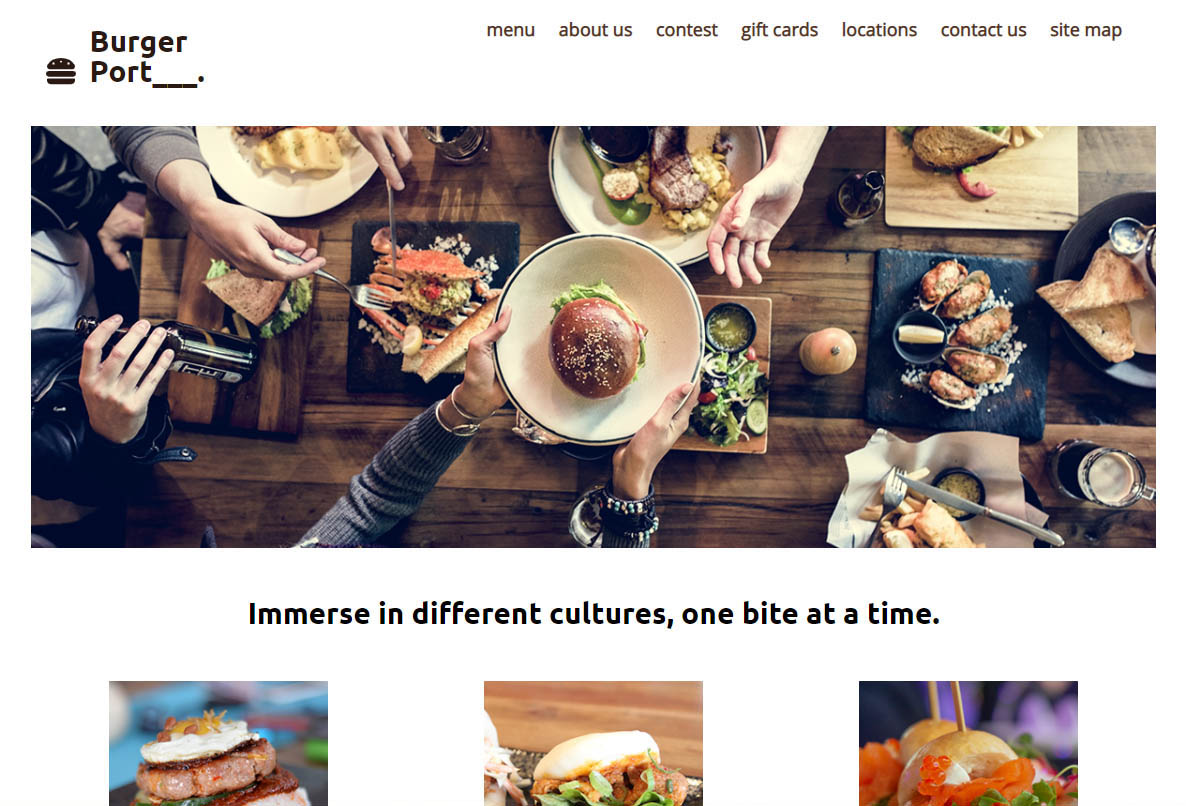 Burger
Port___.
menu about us contest gift cards locations contact us site map
Immerse in different cultures, one bite at a time.